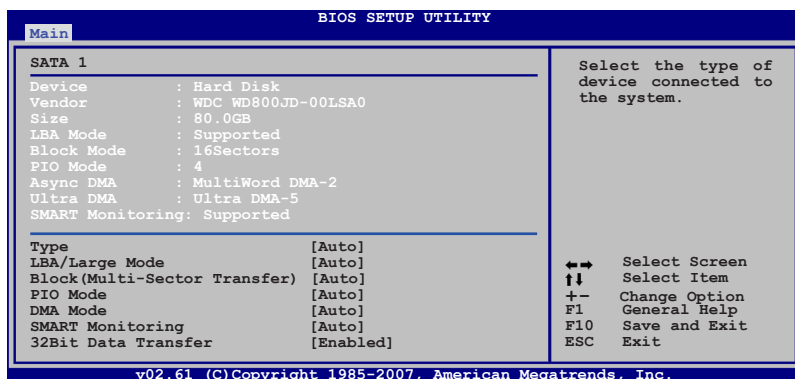 BIOS SETUP UTILITY
Main
SATA 1
Device : Hard Disk
Vendor : WDC WD800JD-00LSA0
Size : 80.0GB
LBA Mode : Supported
Block Mode : 16Sectors
PIO Mode : 4
Async DMA : MultiWord DMA-2
Ultra DMA : Ultra DMA-5
SMART Monitoring: Supported
Type [Auto]
LBA/Large Mode [Auto]
Block(Multi-Sector Transfer) [Auto]
PIO Mode [Auto]
DMA Mode [Auto]
SMART Monitoring [Auto]
32Bit Data Transfer [Enabled]
Select the type of
device connected to
the system.
←→ Select Screen
↑↓ Select Item
+- Change Option
F1 General Help
F10 Save and Exit
ESC Exit
v02.61 (C)Copyright 1985-2007, American Megatrends, Inc.